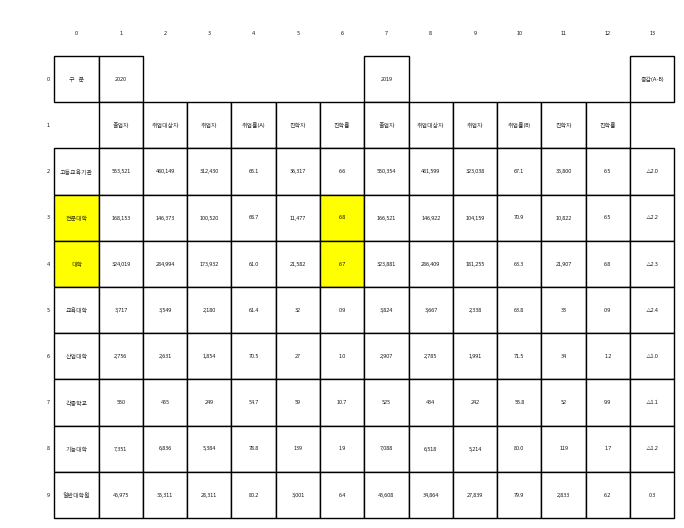 0 1 2 3 4 5 6 7 8 9 10 11 12 13
0 구 분 2020 2019 증감(A-B)
1 졸업자 취업대상자 취업자 취업률(A) 진학자 진학률 졸업자 취업대상자 취업자 취업률(B) 진학자 진학률
2 고등교육기관 553,521 480,149 312,430 65.1 36,317 6.6 550,354 481,599 323,038 67.1 35,800 6.5 △2.0
3 전문대학 168,153 146,373 100,520 68.7 11,477 6.8 166,521 146,922 104,159 70.9 10,822 6.5 △2.2
4 대학 324,019 284,994 173,932 61.0 21,582 6.7 323,881 286,409 181,255 63.3 21,907 6.8 △2.3
5 교육대학 3,717 3,549 2,180 61.4 32 0.9 3,824 3,667 2,338 63.8 33 0.9 △2.4
6 산업대학 2,756 2,631 1,854 70.5 27 1.0 2,907 2,785 1,991 71.5 34 1.2 △1.0
7 각종학교 550 455 249 54.7 59 10.7 525 434 242 55.8 52 9.9 △1.1
8 기능대학 7,351 6,836 5,384 78.8 139 1.9 7,088 6,518 5,214 80.0 119 1.7 △1.2
9 일반대학원 46,975 35,311 28,311 80.2 3,001 6.4 45,608 34,864 27,839 79.9 2,833 6.2 0.3